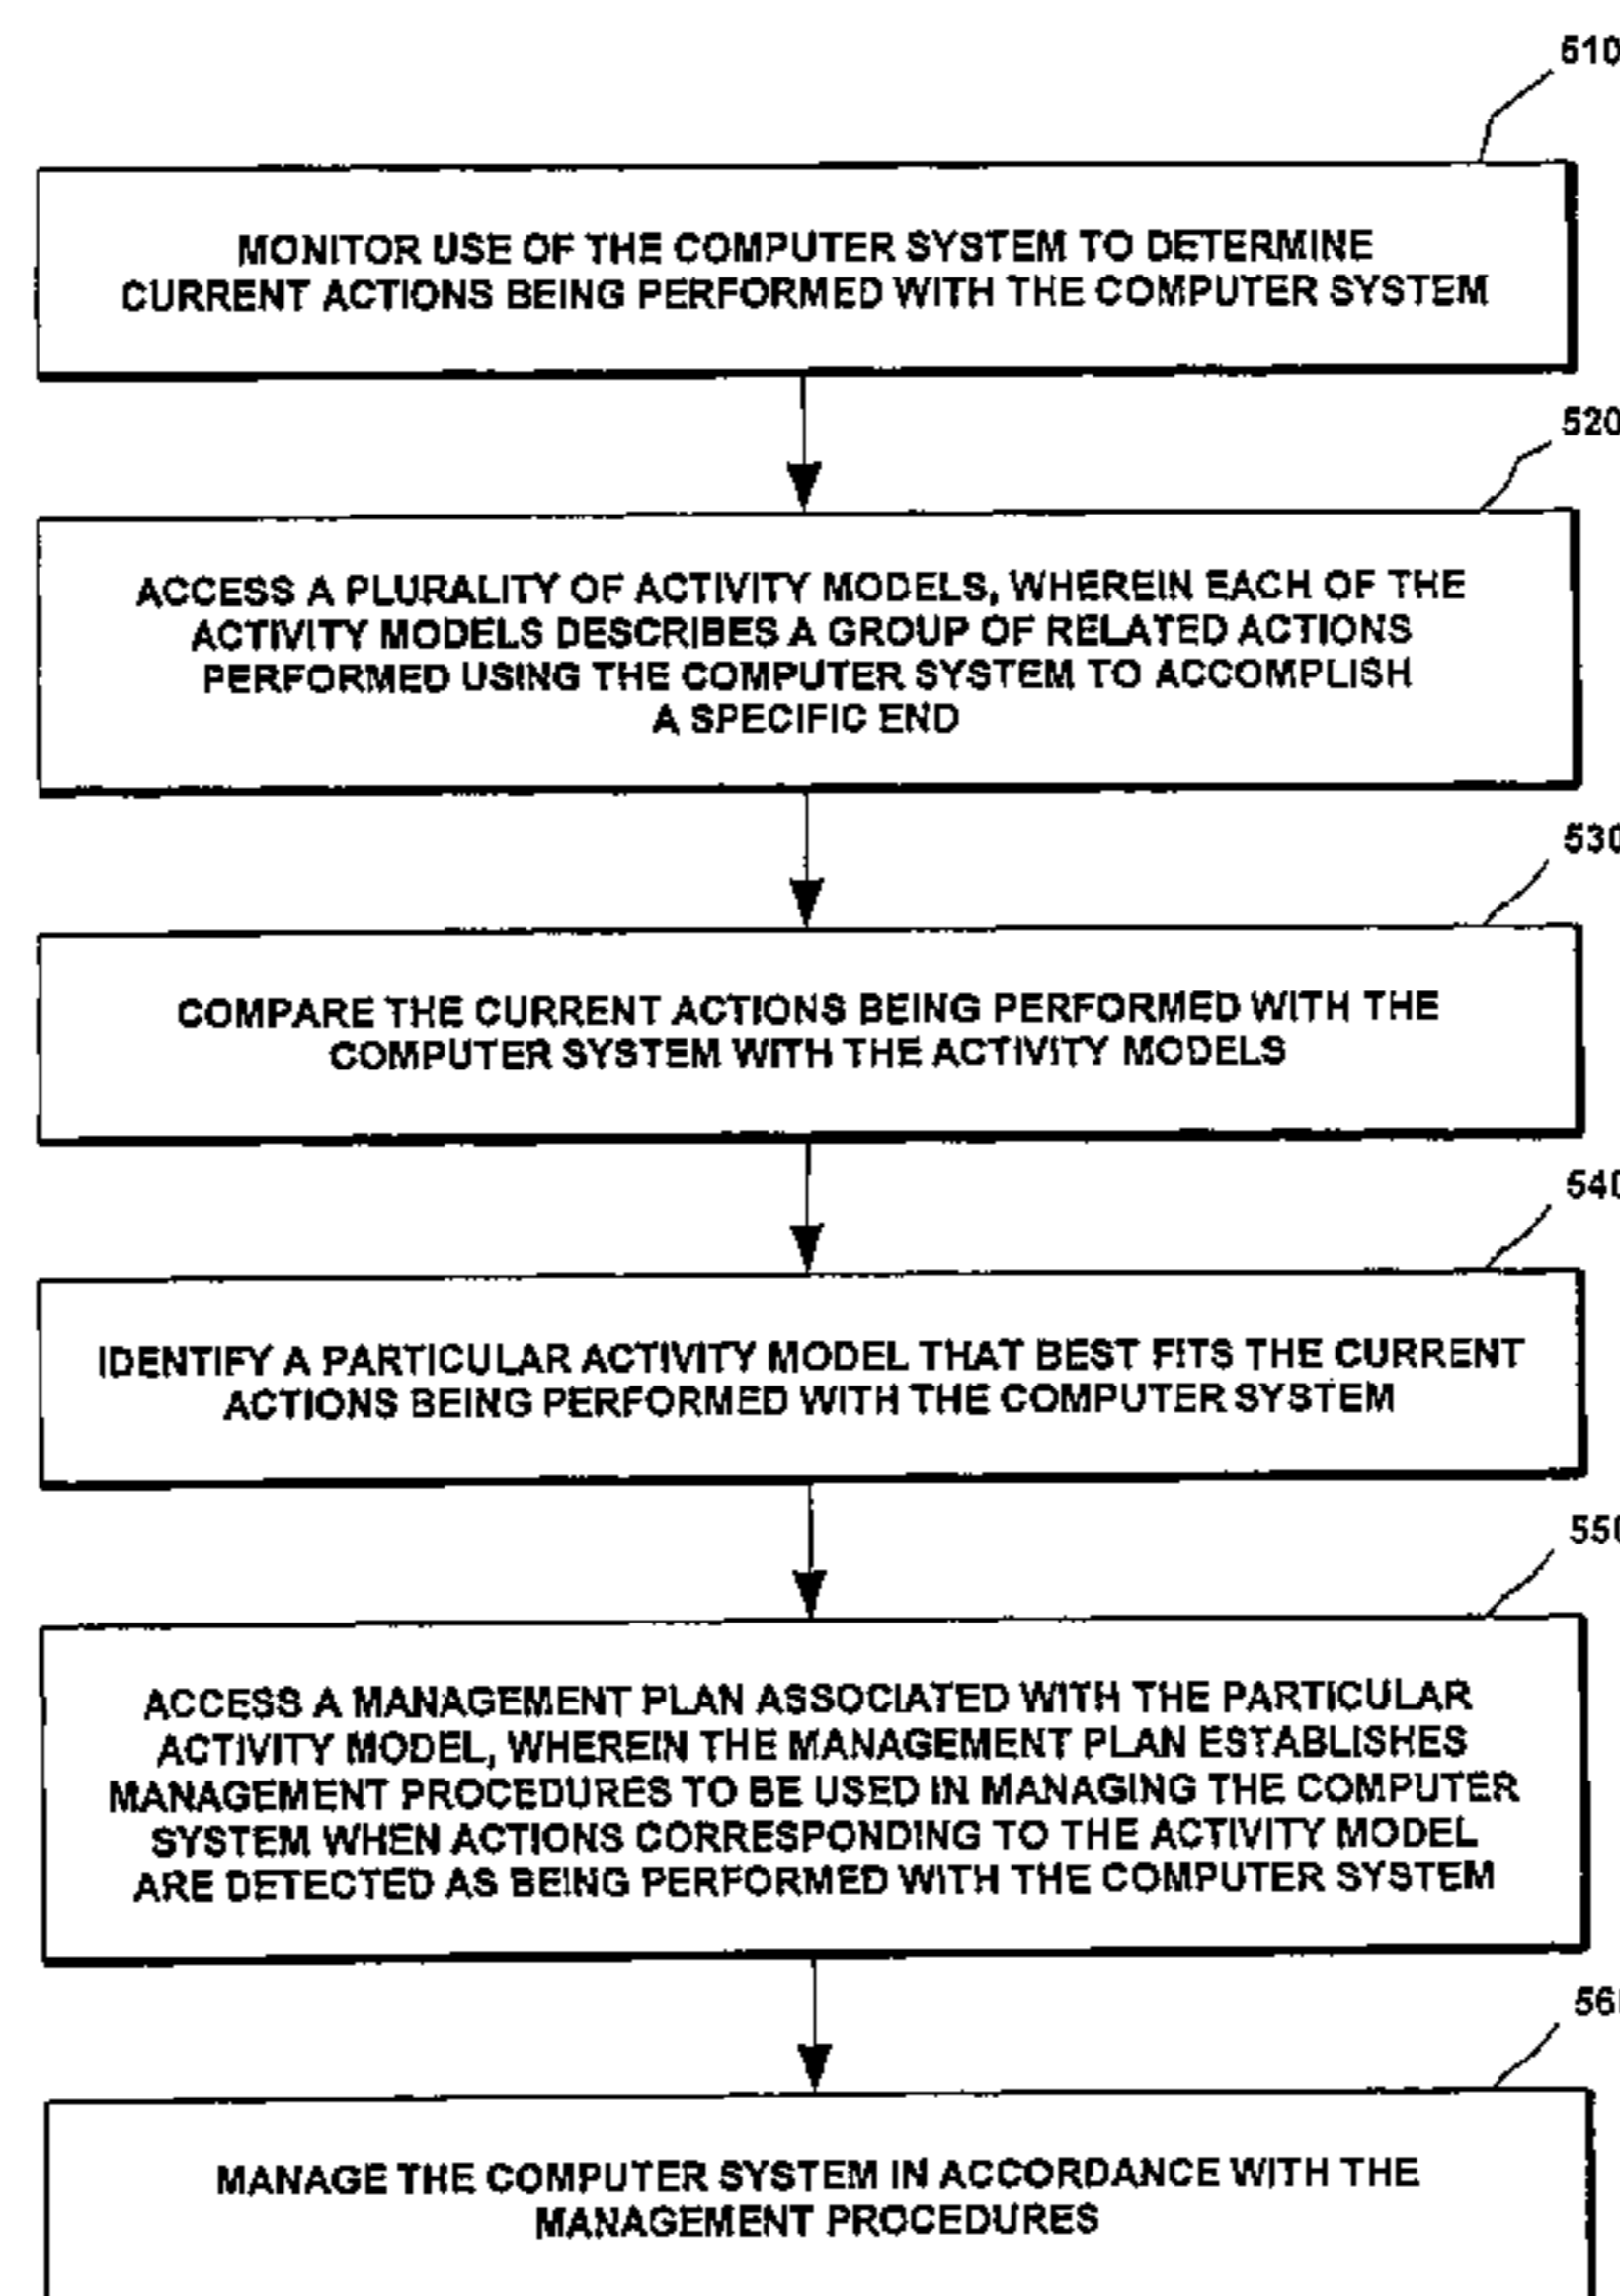 510
MONITOR USE OF THE COMPUTER SYSTEM TO DETERMINE
CURRENT ACTIONS BEING PERFORMED WITH THE COMPUTER SYSTEM
520
ACCESS A PLURALITY OF ACTIVITY MODELS, WHEREIN EACH OF THE
ACTIVITY MODELS DESCRIBES A GROUP OF RELATED ACTIONS
PERFORMED USING THE COMPUTER SYSTEM TO ACCOMPLISH
A SPECIFIC END
530
COMPARE THE CURRENT ACTIONS BEING PERFORMED WITH THE
COMPUTER SYSTEM WITH THE ACTIVITY MODELS
540
IDENTIFY A PARTICULAR ACTIVITY MODEL THAT BEST FITS THE CURRENT
ACTIONS BEING PERFORMED WITH THE COMPUTER SYSTEM
550
ACCESS A MANAGEMENT PLAN ASSOCIATED WITH THE PARTICULAR
ACTIVITY MODEL, WHEREIN THE MANAGEMENT PLAN ESTABLISHES
MANAGEMENT PROCEDURES TO BE USED IN MANAGING THE COMPUTER
SYSTEM WHEN ACTIONS CORRESPONDING TO THE ACTIVITY MODEL
ARE DETECTED AS BEING PERFORMED WITH THE COMPUTER SYSTEM
MANAGE THE COMPUTER SYSTEM IN ACCORDANCE WITH THE
MANAGEMENT PROCEDURES